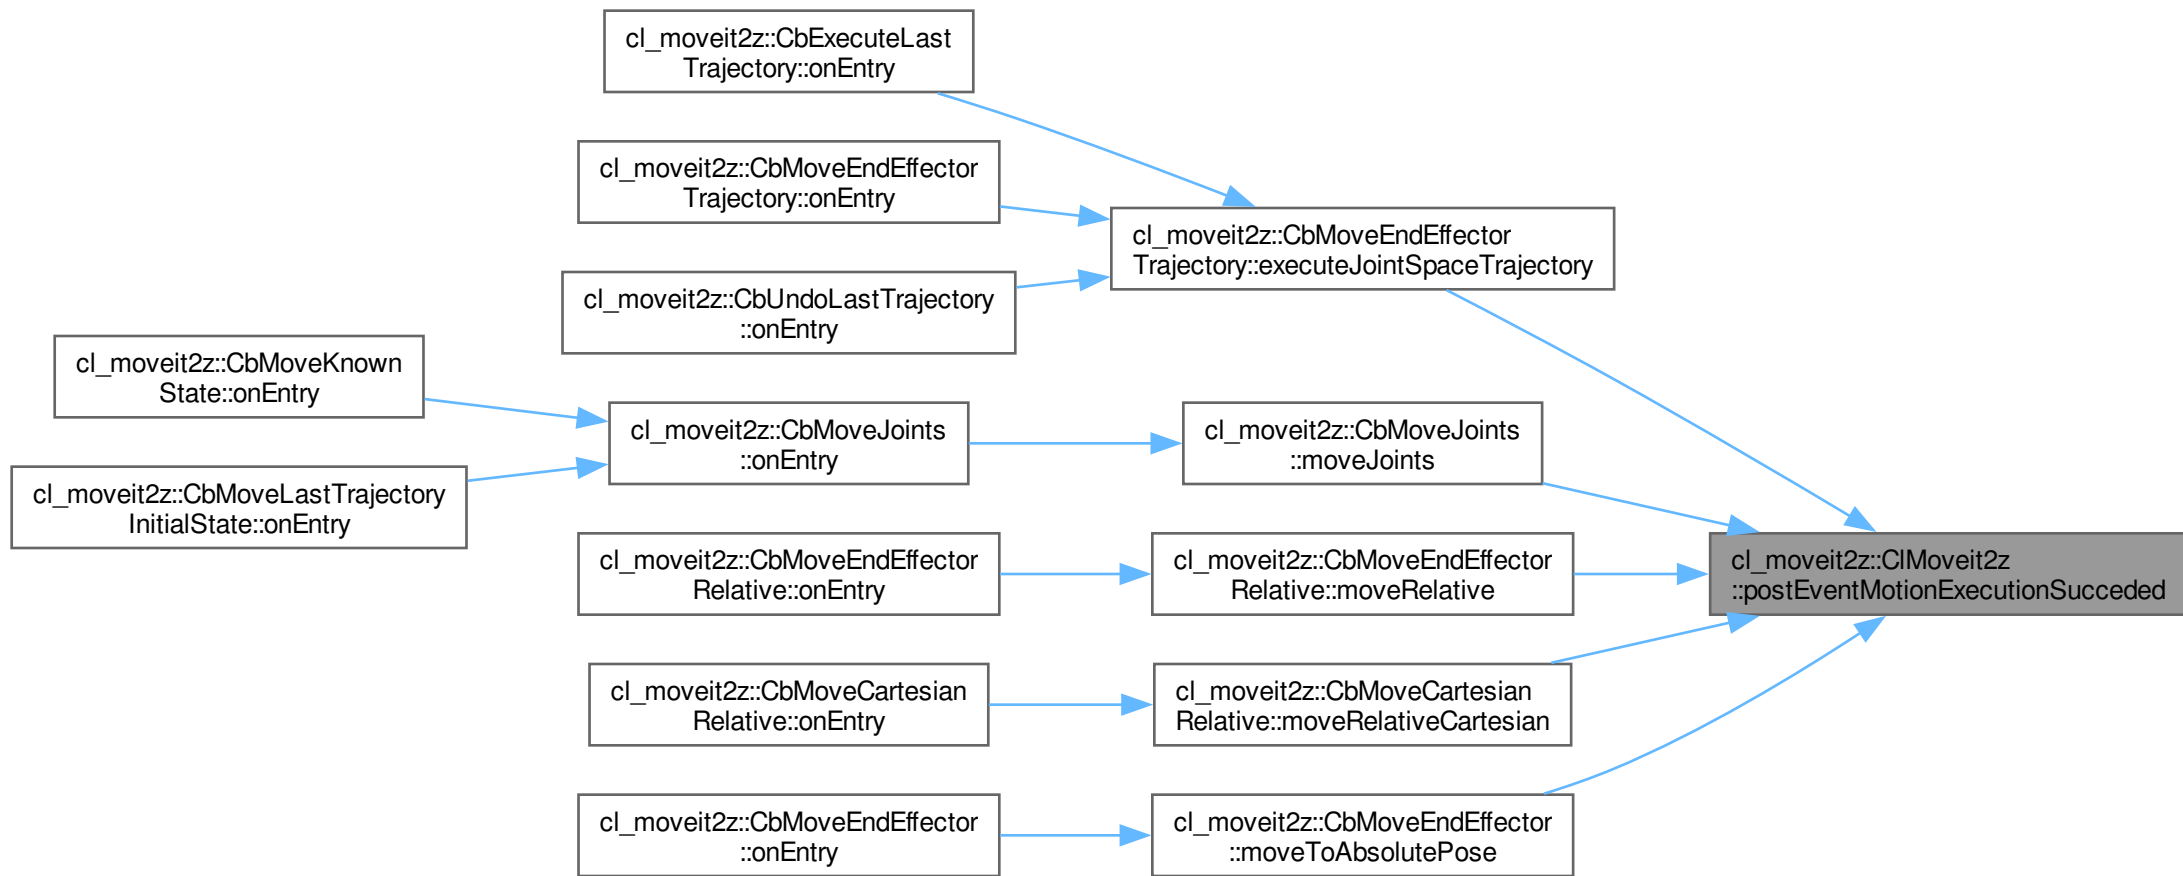 cl_moveit2z::CbExecuteLast
Trajectory::onEntry
cl_moveit2z::CbMoveEndEffector
Trajectory::onEntry
cl_moveit2z::CbMoveEndEffector
Trajectory::executeJointSpaceTrajectory
cl_moveit2z::CbUndoLastTrajectory
::onEntry
cl_moveit2z::CbMoveKnown
State::onEntry
cl_moveit2z::CbMoveJoints
::onEntry
cl_moveit2z::CbMoveJoints
::moveJoints
cl_moveit2z::CbMoveLastTrajectory
InitialState::onEntry
cl_moveit2z::CbMoveEndEffector
Relative::onEntry
cl_moveit2z::CbMoveEndEffector
Relative::moveRelative
cl_moveit2z::ClMoveit2z
::postEventMotionExecutionSucceded
cl_moveit2z::CbMoveCartesian
Relative::onEntry
cl_moveit2z::CbMoveCartesian
Relative::moveRelativeCartesian
cl_moveit2z::CbMoveEndEffector
::onEntry
cl_moveit2z::CbMoveEndEffector
::moveToAbsolutePose